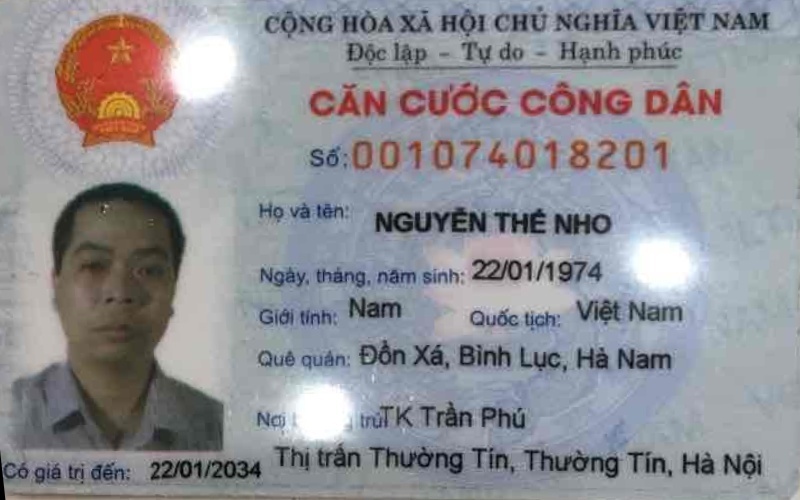 CỘNG HÒA XÃ HỘI CHỦ NGHĨA VIỆT NAM
Độc lập - Tự do - Hạnh phúc
CĂN CƯỚC CÔNG DÂN
Số: 001074018201
Họ và tên: NGUYỄN THẾ NHO
Ngày, tháng, năm sinh: 22/01/1974
Giới tính: Nam Quốc tịch: Việt Nam
Quê quán: Đồn Xá, Bình Lục, Hà Nam
Nơi trú: TK Trần Phú
Thị trấn Thường Tín, Thường Tín, Hà Nội
Có giá trị đến: 22/01/2034